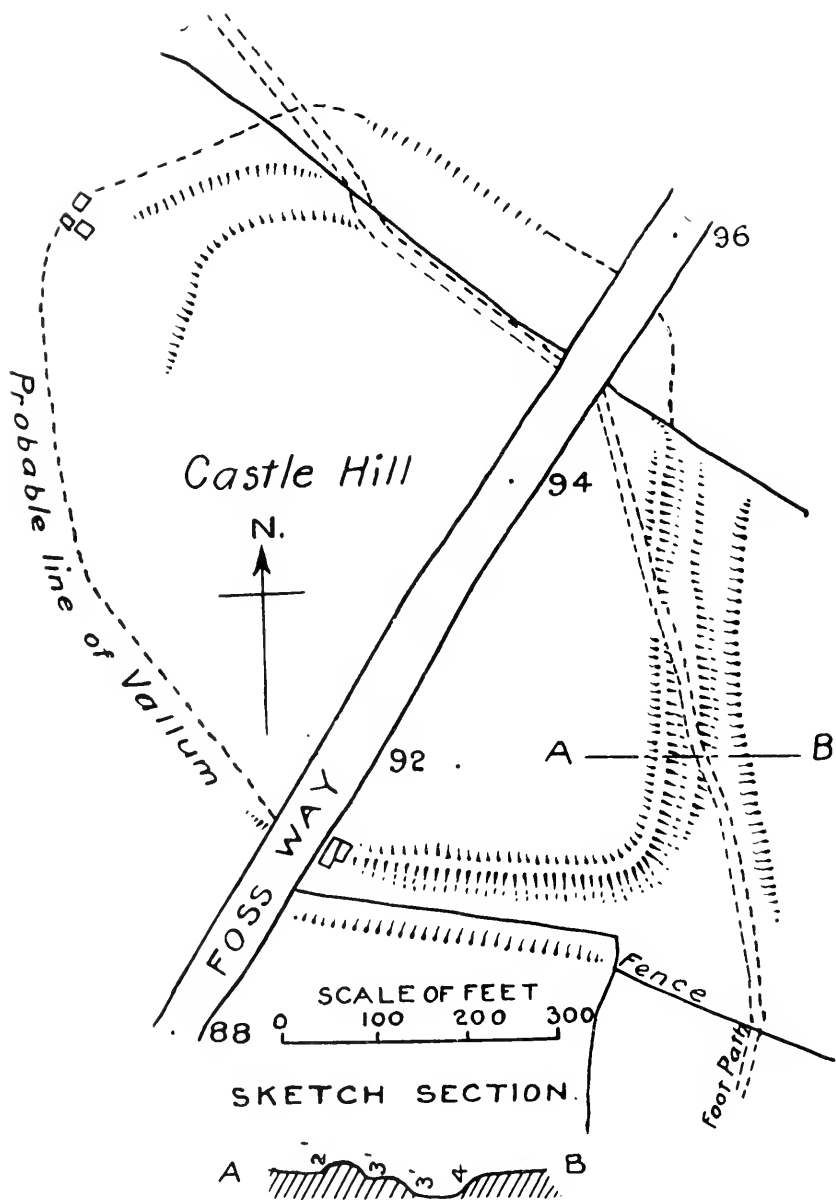 96
Probable line of Vallum
Castle Hill
94
N.
A B
92
FOSS WAY
Fence
SCALE OF FEET
0 100 200 300
88
Foot Path
SKETCH SECTION.
A 2 3 3 4 B